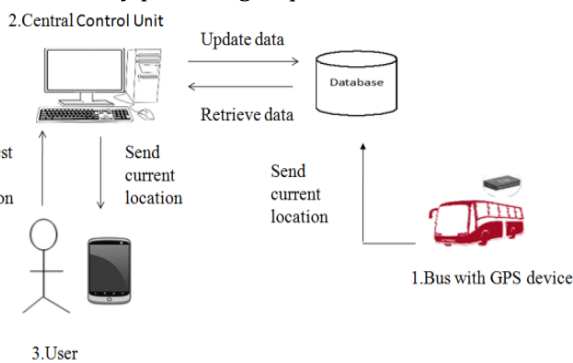 2.Central Control Unit
Update data
Database
Retrieve data
Send
current
location
Send
current
location
1.Bus with GPS device
3.User